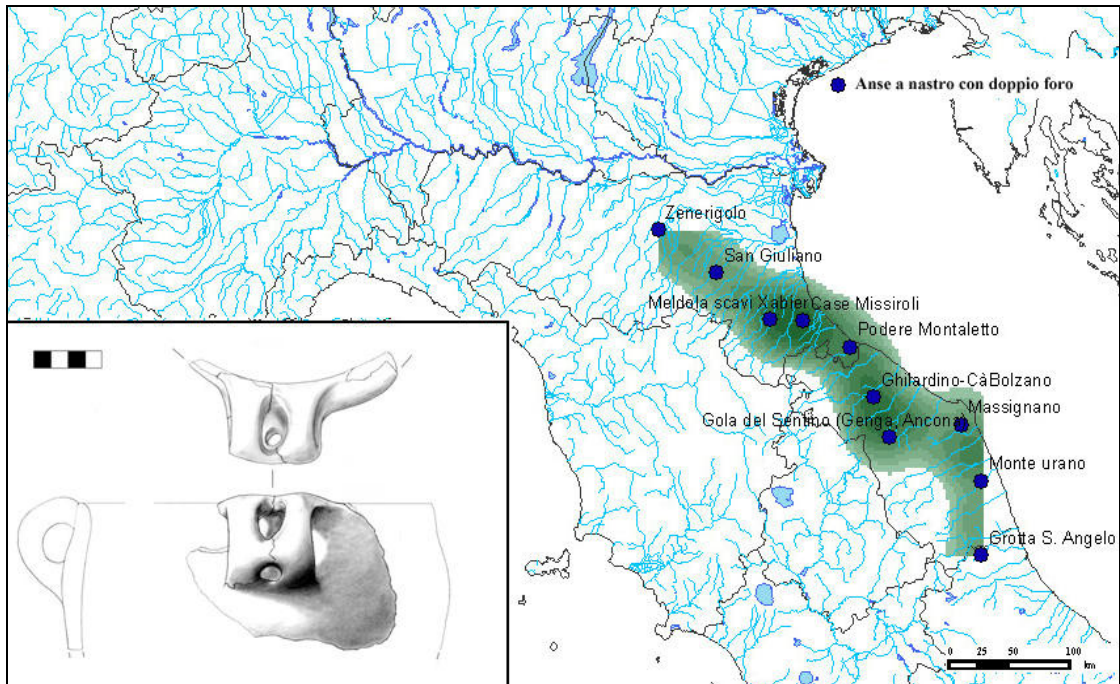 Anse a nastro con doppio foro
Zenerigolo
San Giuliano
Meldola scavi Xabier
Case Missiroli
Podere Montaletto
Ghilardino-CàBolzano
Massignano
Gola del Sentino (Genga, Ancona)
Monte urano
Grotta S. Angelo
0 25 50 100
km